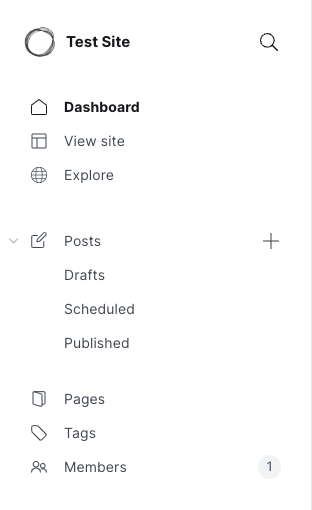 Test Site
Dashboard
View site
Explore
Posts
Drafts
Scheduled
Published
Pages
Tags
Members 1